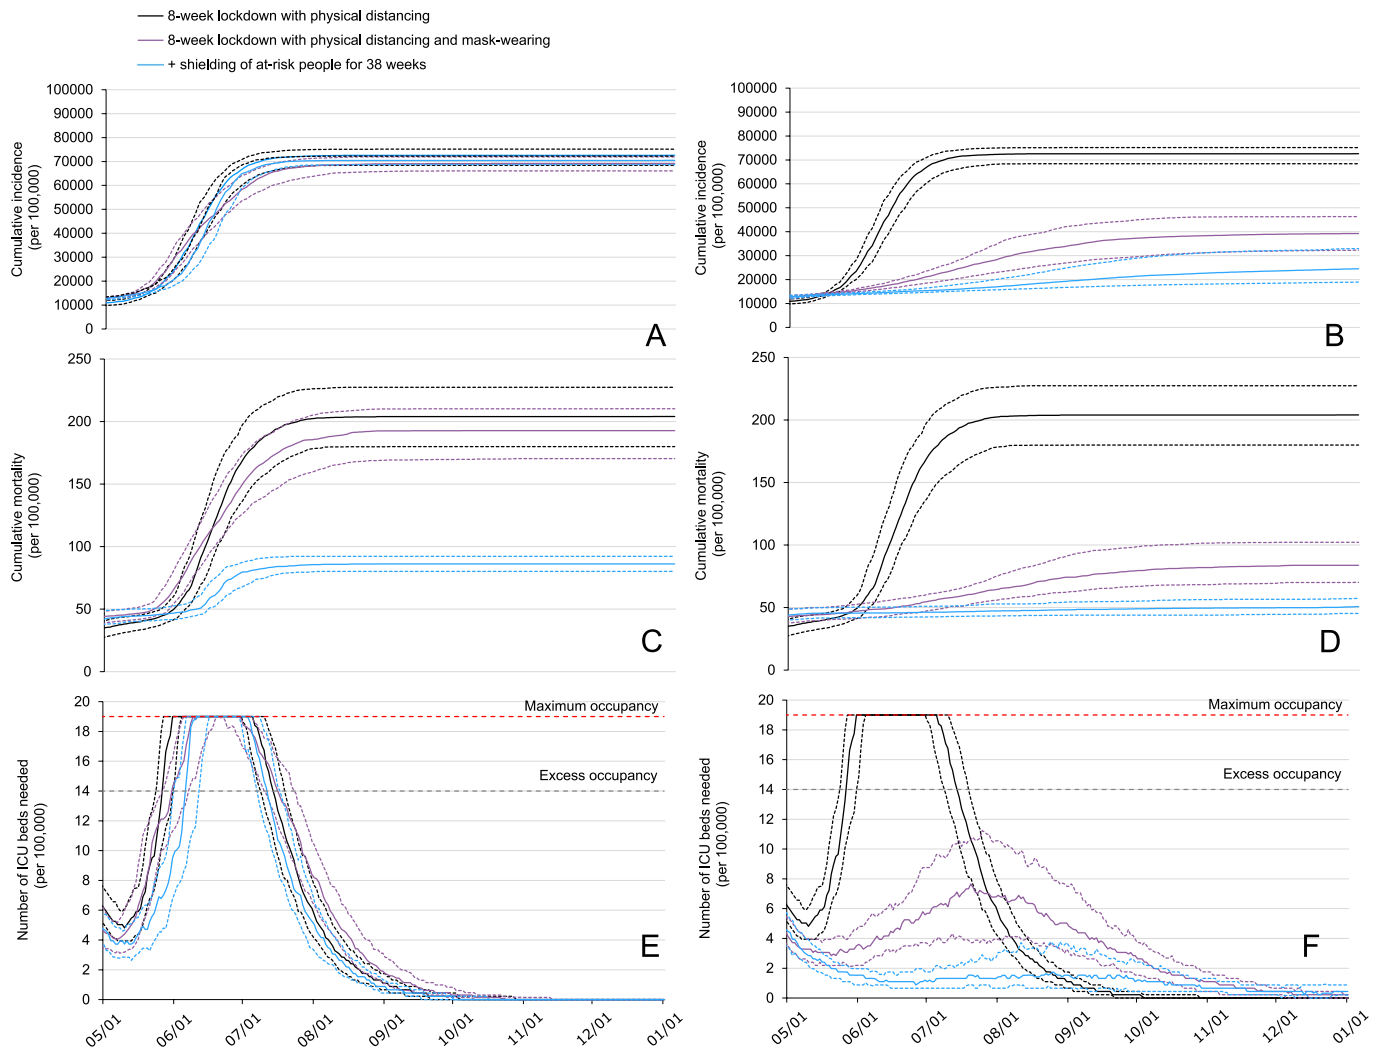 8-week lockdown with physical distancing
8-week lockdown with physical distancing and mask-wearing
+ shielding of at-risk people for 38 weeks
Cumulative incidence
(per 100,000)
100000
90000
80000
70000
60000
50000
40000
30000
20000
10000
0
A
Cumulative incidence
(per 100,000)
100000
90000
80000
70000
60000
50000
40000
30000
20000
10000
0
B
Cumulative mortality
(per 100,000)
250
200
150
100
50
0
C
Cumulative mortality
(per 100,000)
250
200
150
100
50
0
D
Number of ICU beds needed
(per 100,000)
20
18
16
14
12
10
8
6
4
2
0
Maximum occupancy
Excess occupancy
E
05/01
06/01
07/01
08/01
09/01
10/01
11/01
12/01
01/01
Number of ICU beds needed
(per 100,000)
20
18
16
14
12
10
8
6
4
2
0
Maximum occupancy
Excess occupancy
F
05/01
06/01
07/01
08/01
09/01
10/01
11/01
12/01
01/01